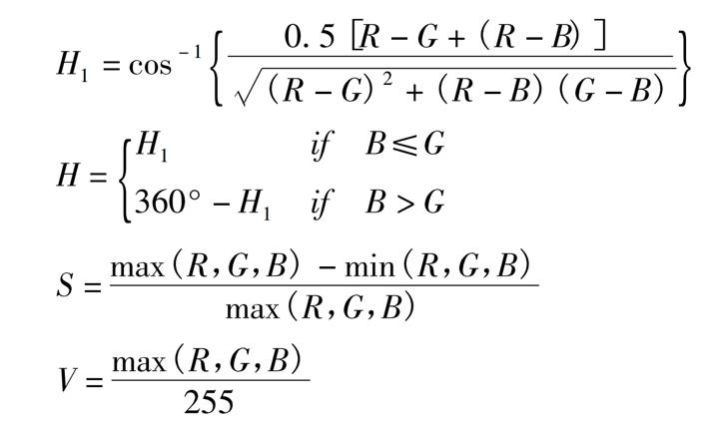 H₁ = cos⁻¹{0.5[R − G + (R − B)] / √((R − G)² + (R − B)(G − B))}
H = {H₁ if B ⩽ G
360° − H₁ if B > G
S = (max(R,G,B) − min(R,G,B)) / max(R,G,B)
V = max(R,G,B) / 255